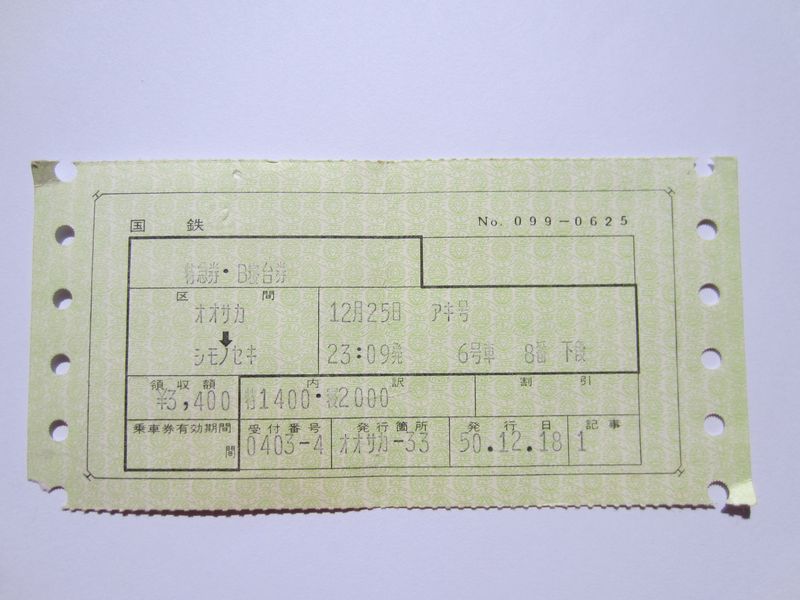 国　鉄　No. 099-0625
特急券・B寝台券
区　間
オオサカ　12月25日　アキ号
シモノセキ　23:09発　6号車　8番　下段
領収額　内　訳　割　引
¥3,400　特1400・寝2000
乗車券有効期間　受付番号　発行箇所　発行日　記事
間　0403-4　オオサカ-33　50.12.18　1